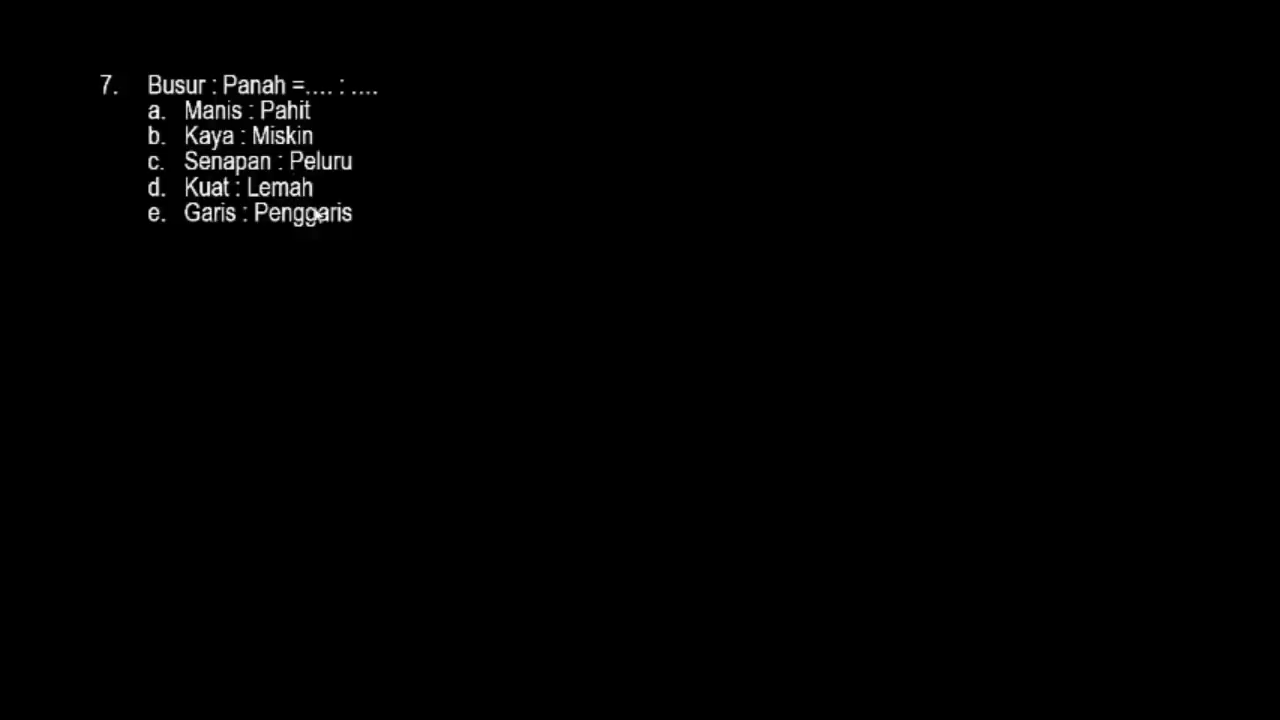 7. Busur : Panah =.... : ....
a. Manis : Pahit
b. Kaya : Miskin
c. Senapan : Peluru
d. Kuat : Lemah
e. Garis : Penggaris